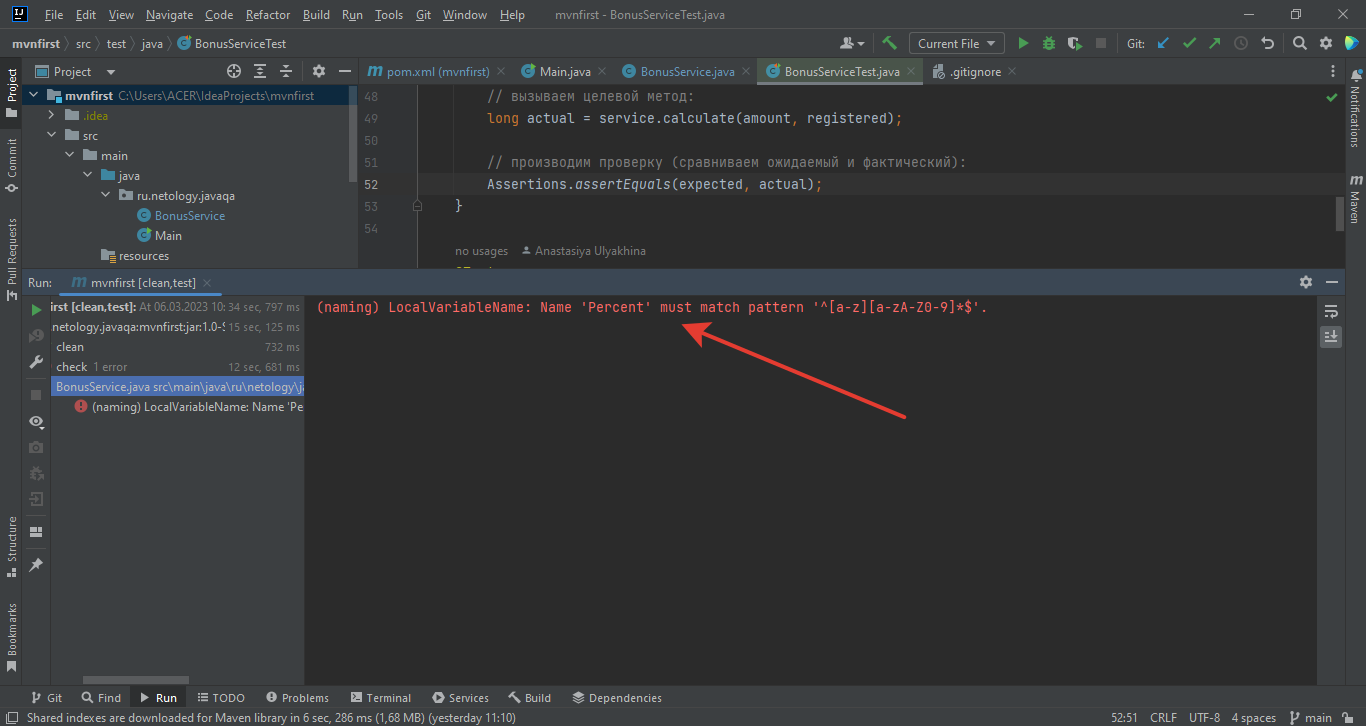 File Edit View Navigate Code Refactor Build Run Tools Git Window Help mvnfirst - BonusServiceTest.java
mvnfirst src test java BonusServiceTest Current File Git:
Project pom.xml (mvnfirst) Main.java BonusService.java BonusServiceTest.java .gitignore
Project
Commit
Pull Requests
Structure
Bookmarks
mvnfirst C:\Users\ACER\IdeaProjects\mvnfirst
.idea
src
main
java
ru.netology.javaqa
BonusService
Main
resources
48 // вызываем целевой метод:
49 long actual = service.calculate(amount, registered);
50
51 // производим проверку (сравниваем ожидаемый и фактический):
52 Assertions.assertEquals(expected, actual);
53 }
54
no usages Anastasiya Ulyakhina
Notifications
Maven
Run: mvnfirst [clean,test]
irst [clean,test]: At 06.03.2023 10: 34 sec, 797 ms
.netology.javaqa:mvnfirst:jar:1.0-S 15 sec, 125 ms
clean 732 ms
check 1 error 12 sec, 681 ms
BonusService.java src\main\java\ru\netology\ja
(naming) LocalVariableName: Name 'Pe
(naming) LocalVariableName: Name 'Percent' must match pattern '^[a-z][a-zA-Z0-9]*$'.
Git Find Run TODO Problems Terminal Services Build Dependencies
Shared indexes are downloaded for Maven library in 6 sec, 286 ms (1,68 MB) (yesterday 11:10) 52:51 CRLF UTF-8 4 spaces main